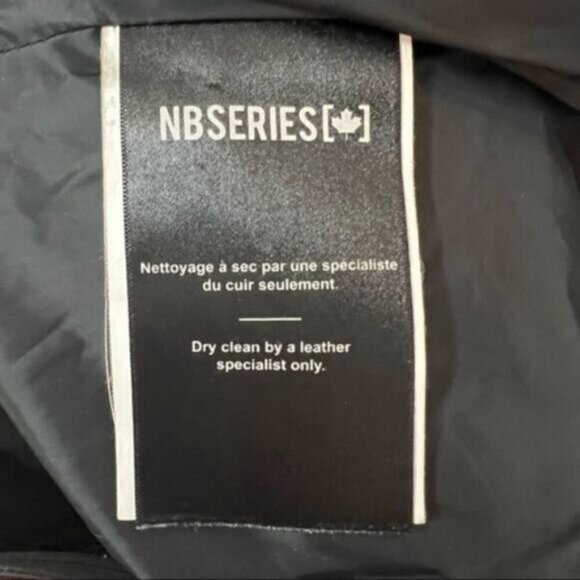 NBSERIES[🍁]
Nettoyage à sec par une spécialiste
du cuir seulement.
Dry clean by a leather
specialist only.